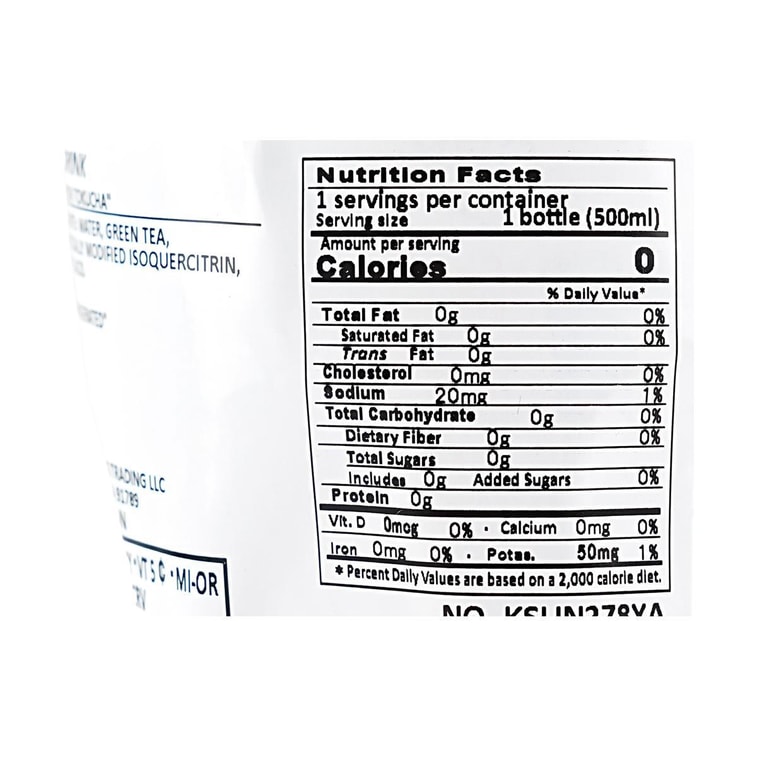 TOKUCHA"
WATER, GREEN TEA,
MODIFIED ISOQUERCITRIN,
TRADING LLC
91789
VT 5 ₵ · MI-OR
Nutrition Facts
1 servings per container
Serving size 1 bottle (500ml)
Amount per serving
Calories 0
% Daily Value*
Total Fat 0g 0%
Saturated Fat 0g 0%
Trans Fat 0g
Cholesterol 0mg 0%
Sodium 20mg 1%
Total Carbohydrate 0g 0%
Dietary Fiber 0g 0%
Total Sugars 0g
Includes 0g Added Sugars 0%
Protein 0g
Vit. D 0mcg 0% · Calcium 0mg 0%
Iron 0mg 0% · Potas. 50mg 1%
* Percent Daily Values are based on a 2,000 calorie diet.